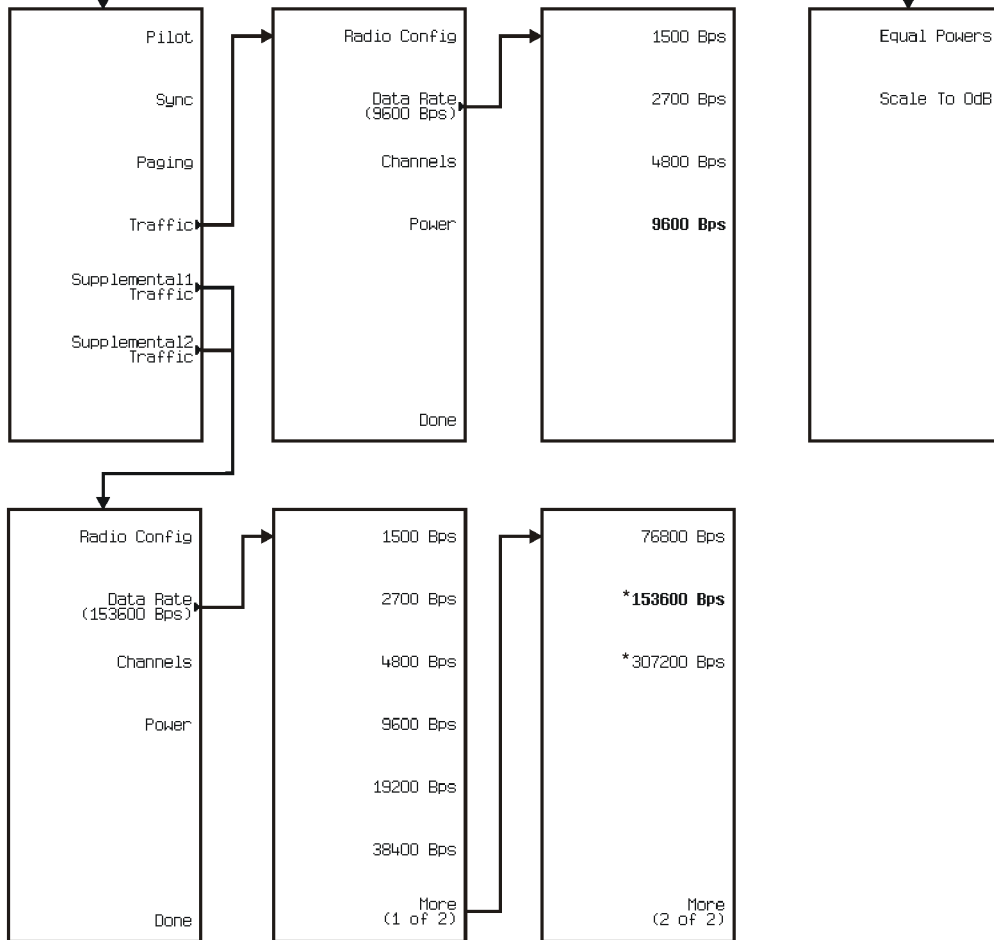 Pilot
Sync
Paging
Traffic
Supplemental1
Traffic
Supplemental2
Traffic
Radio Config
Data Rate
(9600 Bps)
Channels
Power
Done
1500 Bps
2700 Bps
4800 Bps
9600 Bps
Equal Powers
Scale To 0dB
Radio Config
Data Rate
(153600 Bps)
Channels
Power
Done
1500 Bps
2700 Bps
4800 Bps
9600 Bps
19200 Bps
38400 Bps
More
(1 of 2)
76800 Bps
*153600 Bps
*307200 Bps
More
(2 of 2)